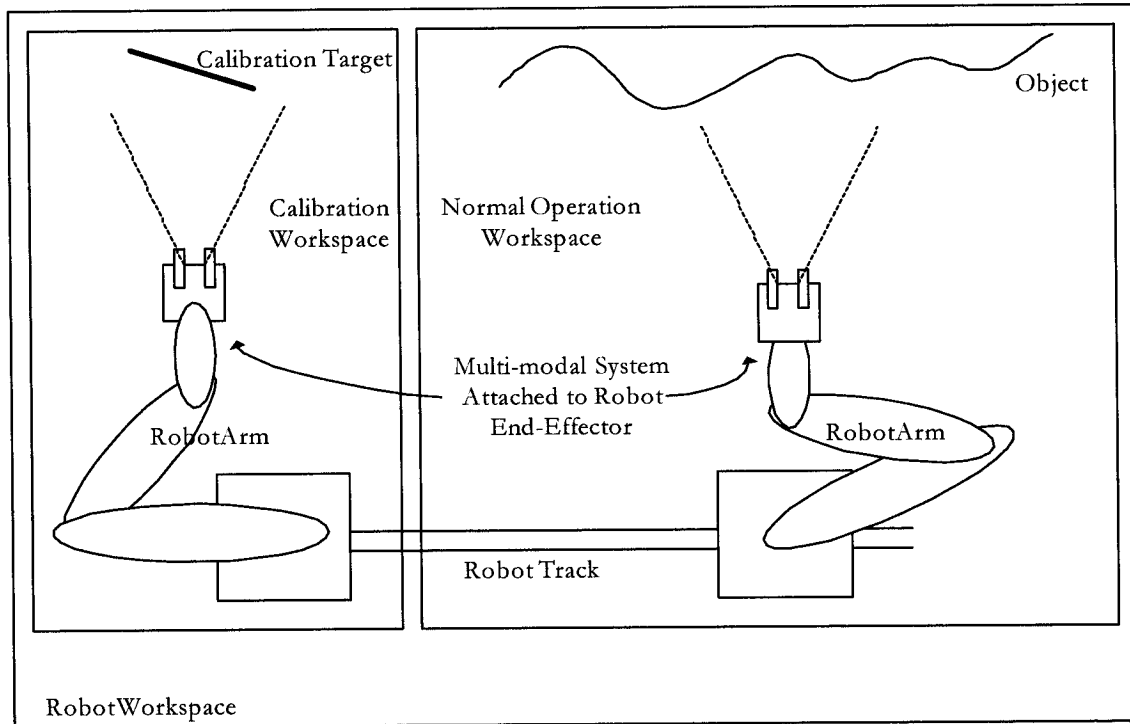 Calibration Target
Object
Calibration
Workspace
Normal Operation
Workspace
Multi-modal System
Attached to Robot
End-Effector
RobotArm
RobotArm
Robot Track
RobotWorkspace